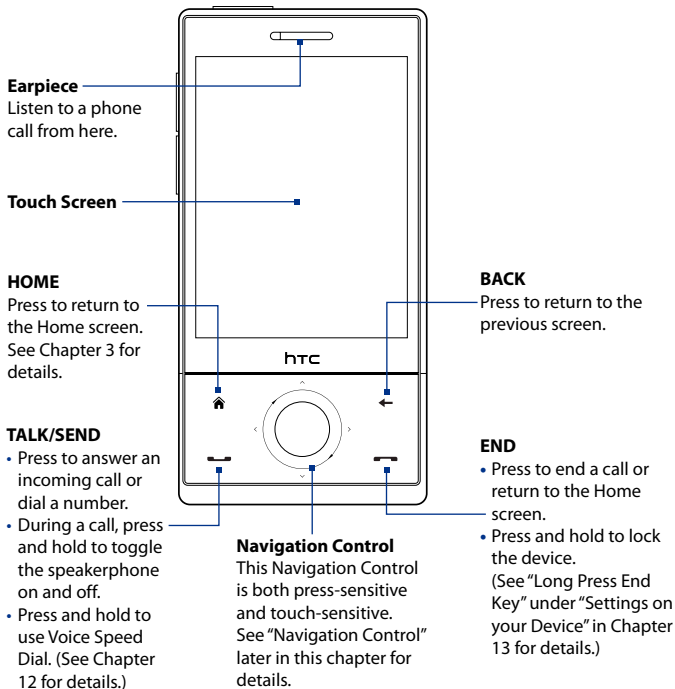 Earpiece
Listen to a phone
call from here.
Touch Screen
HOME
Press to return to
the Home screen.
See Chapter 3 for
details.
BACK
Press to return to the
previous screen.
hTC
TALK/SEND
• Press to answer an
incoming call or
dial a number.
• During a call, press
and hold to toggle
the speakerphone
on and off.
• Press and hold to
use Voice Speed
Dial. (See Chapter
12 for details.)
Navigation Control
This Navigation Control
is both press-sensitive
and touch-sensitive.
See “Navigation Control”
later in this chapter for
details.
END
• Press to end a call or
return to the Home
screen.
• Press and hold to lock
the device.
(See “Long Press End
Key” under “Settings on
your Device” in Chapter
13 for details.)